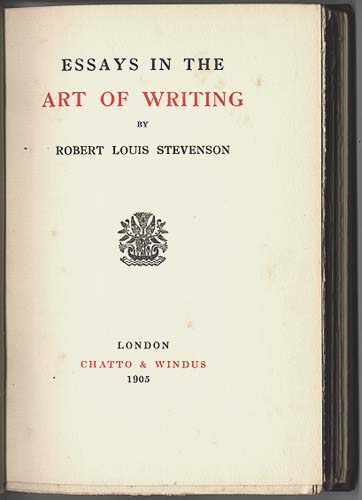 ESSAYS IN THE
ART OF WRITING
BY
ROBERT LOUIS STEVENSON
LONDON
CHATTO & WINDUS
1905